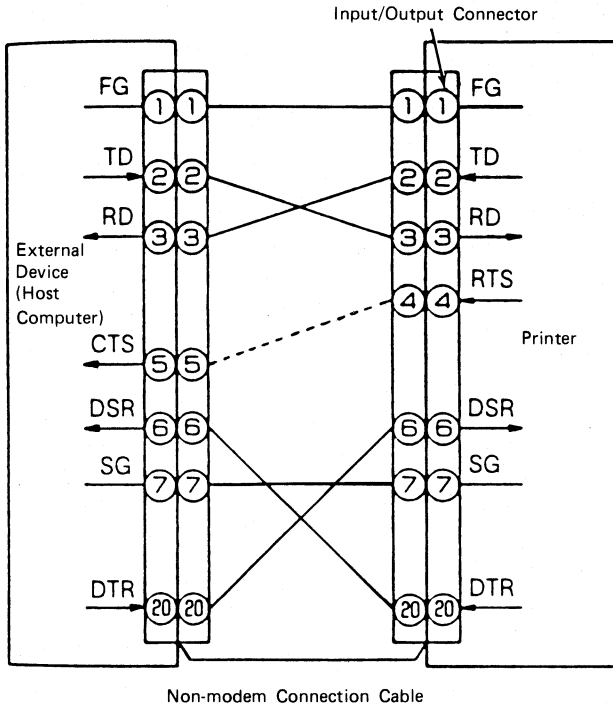 Input/Output Connector
FG 1 1 1 1 FG
TD 2 2 2 2 TD
RD 3 3 3 3 RD
External
Device
(Host
Computer)
4 4 RTS
Printer
CTS 5 5
DSR 6 6 6 6 DSR
SG 7 7 7 7 SG
DTR 20 20 20 20 DTR
Non-modem Connection Cable